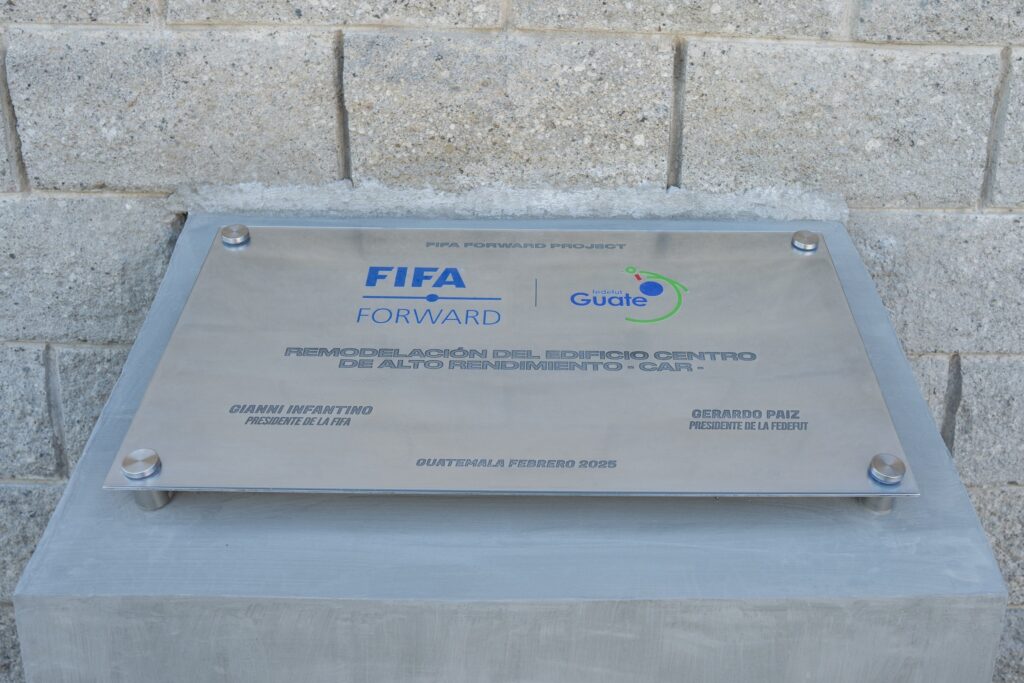 FIFA FORWARD PROJECT
FIFA
FORWARD
fedefut
Guate
REMODELACIÓN DEL EDIFICIO CENTRO
DE ALTO RENDIMIENTO - CAR -
GIANNI INFANTINO
PRESIDENTE DE LA FIFA
GERARDO PAIZ
PRESIDENTE DE LA FEDEFUT
GUATEMALA FEBRERO 2025